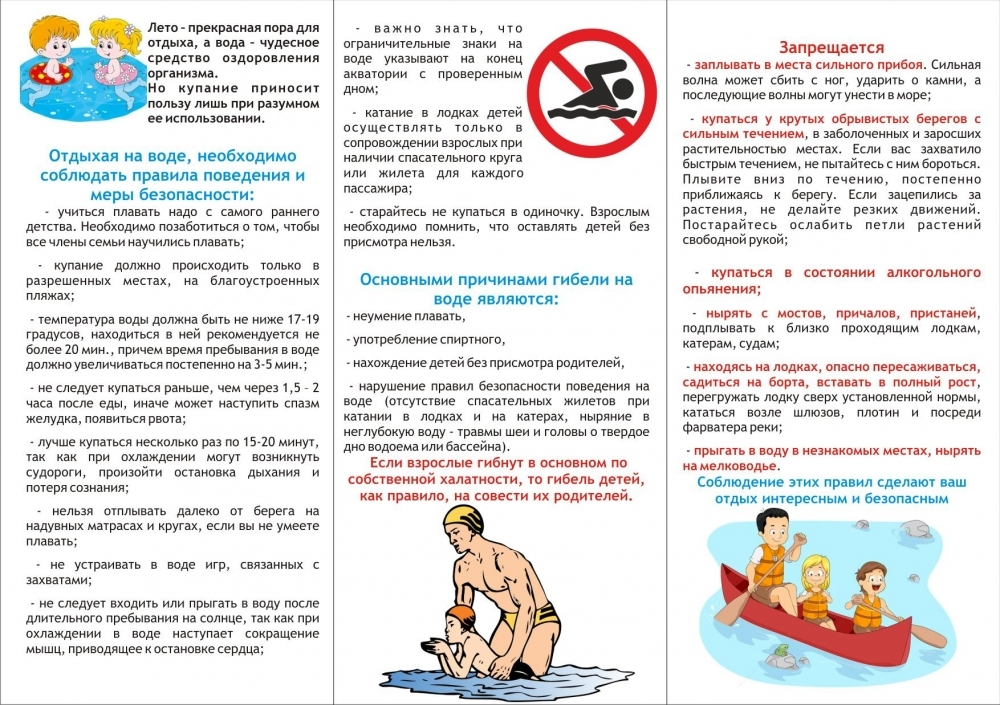 Лето – прекрасная пора для
отдыха, а вода – чудесное
средство оздоровления
организма.
Но купание приносит
пользу лишь при разумном
ее использовании.
Отдыхая на воде, необходимо
соблюдать правила поведения и
меры безопасности:
- учиться плавать надо с самого раннего
детства. Необходимо позаботиться о том, чтобы
все члены семьи научились плавать;
- купание должно происходить только в
разрешенных местах, на благоустроенных
пляжах;
- температура воды должна быть не ниже 17-19
градусов, находиться в ней рекомендуется не
более 20 мин., причем время пребывания в воде
должно увеличиваться постепенно на 3-5 мин.;
- не следует купаться раньше, чем через 1,5 – 2
часа после еды, иначе может наступить спазм
желудка, появиться рвота;
- лучше купаться несколько раз по 15-20 минут,
так как при охлаждении могут возникнуть
судороги, произойти остановка дыхания и
потеря сознания;
- нельзя отплывать далеко от берега на
надувных матрасах и кругах, если вы не умеете
плавать;
- не устраивать в воде игр, связанных с
захватами;
- не следует входить или прыгать в воду после
длительного пребывания на солнце, так как при
охлаждении в воде наступает сокращение
мышц, приводящее к остановке сердца;
- важно знать, что
ограничительные знаки на
воде указывают на конец
акватории с проверенным
дном;
- катание в лодках детей
осуществлять только в
сопровождении взрослых при
наличии спасательного круга
или жилета для каждого
пассажира;
- старайтесь не купаться в одиночку. Взрослым
необходимо помнить, что оставлять детей без
присмотра нельзя.
Основными причинами гибели на
воде являются:
- неумение плавать,
- употребление спиртного,
- нахождение детей без присмотра родителей,
- нарушение правил безопасности поведения на
воде (отсутствие спасательных жилетов при
катании в лодках и на катерах, ныряние в
неглубокую воду - травмы шеи и головы о твердое
дно водоема или бассейна).
Если взрослые гибнут в основном по
собственной халатности, то гибель детей,
как правило, на совести их родителей.
Запрещается
- заплывать в места сильного прибоя. Сильная
волна может сбить с ног, ударить о камни, а
последующие волны могут унести в море;
- купаться у крутых обрывистых берегов с
сильным течением, в заболоченных и заросших
растительностью местах. Если вас захватило
быстрым течением, не пытайтесь с ним бороться.
Плывите вниз по течению, постепенно
приближаясь к берегу. Если зацепились за
растения, не делайте резких движений.
Постарайтесь ослабить петли растений
свободной рукой;
- купаться в состоянии алкогольного
опьянения;
- нырять с мостов, причалов, пристаней,
подплывать к близко проходящим лодкам,
катерам, судам;
- находясь на лодках, опасно пересаживаться,
садиться на борта, вставать в полный рост,
перегружать лодку сверх установленной нормы,
кататься возле шлюзов, плотин и посреди
фарватера реки;
- прыгать в воду в незнакомых местах, нырять
на мелководье.
Соблюдение этих правил сделают ваш
отдых интересным и безопасным